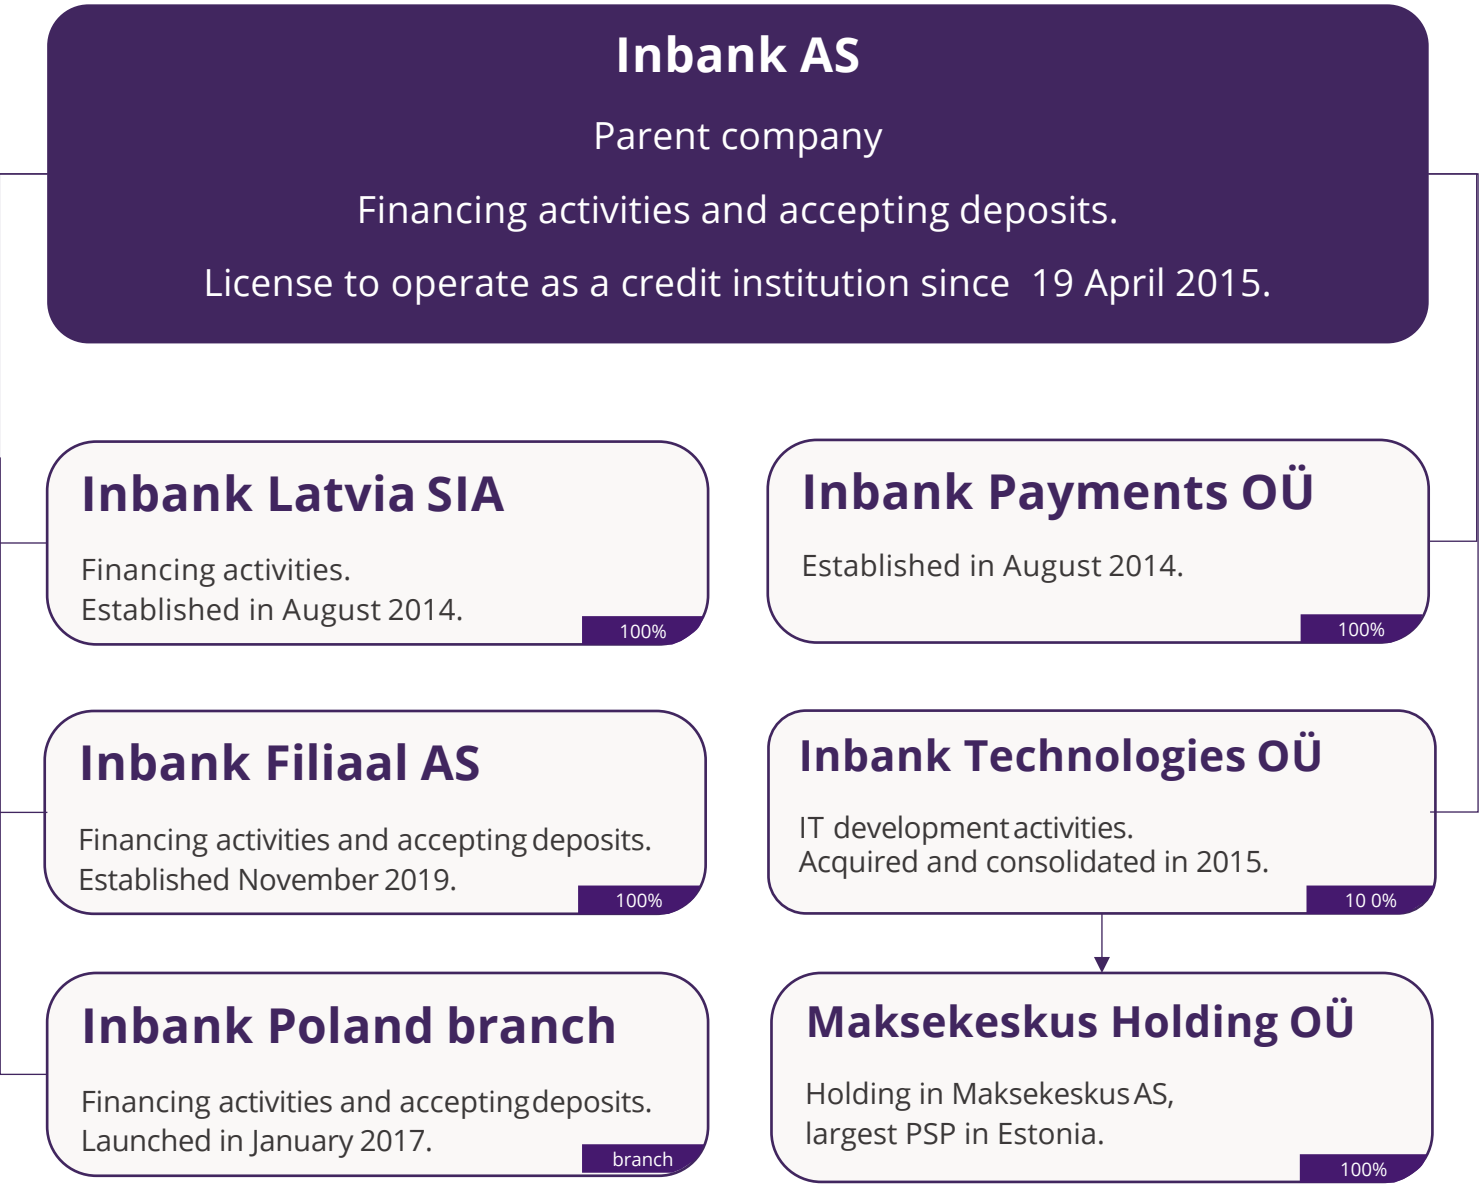 Inbank AS
Parent company
Financing activities and accepting deposits.
License to operate as a credit institution since 19 April 2015.
Inbank Latvia SIA
Financing activities.
Established in August 2014.
100%
Inbank Payments OÜ
Established in August 2014.
100%
Inbank Filiaal AS
Financing activities and accepting deposits.
Established November 2019.
100%
Inbank Technologies OÜ
IT development activities.
Acquired and consolidated in 2015.
10 0%
Inbank Poland branch
Financing activities and accepting deposits.
Launched in January 2017.
branch
Maksekeskus Holding OÜ
Holding in Maksekeskus AS,
largest PSP in Estonia.
100%